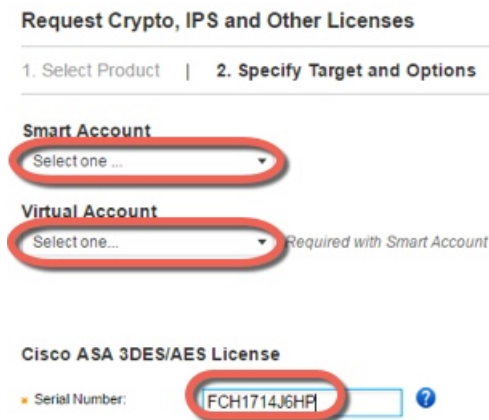 Request Crypto, IPS and Other Licenses
1. Select Product | 2. Specify Target and Options
Smart Account
Select one ...
Virtual Account
Select one... Required with Smart Account
Cisco ASA 3DES/AES License
Serial Number: FCH1714J6HP ?